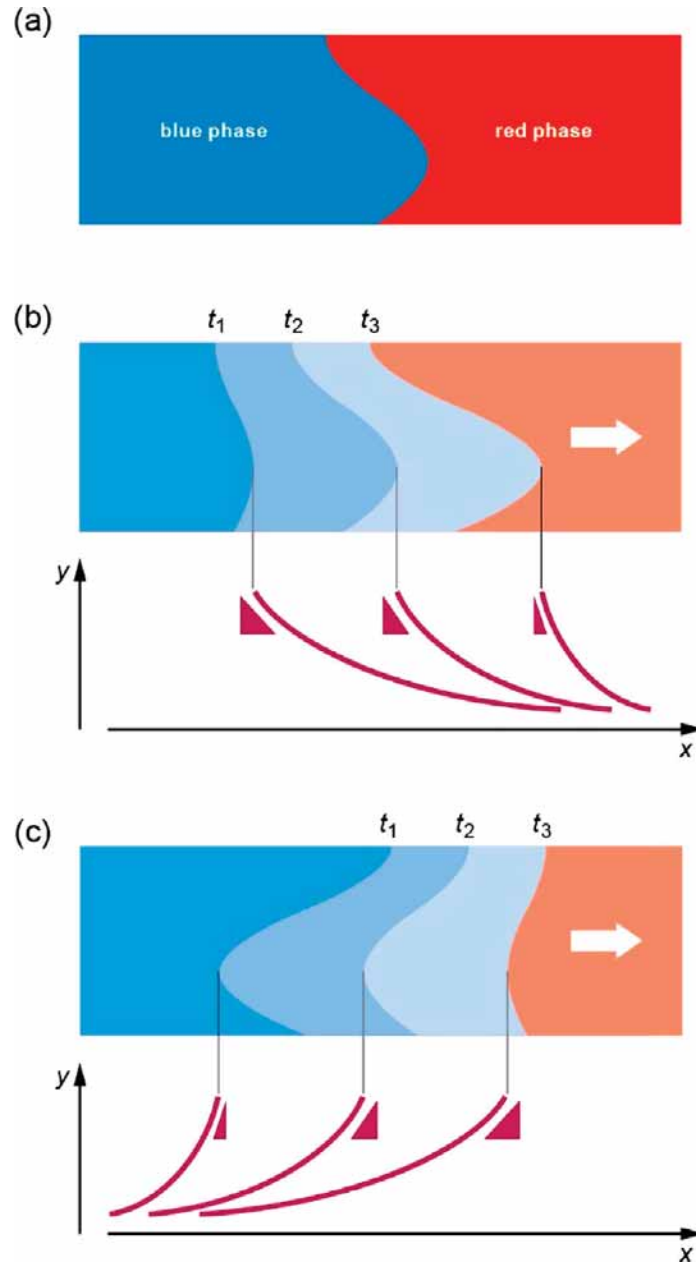 (a)
blue phase red phase
(b)
t1 t2 t3
y
x
(c)
t1 t2 t3
y
x